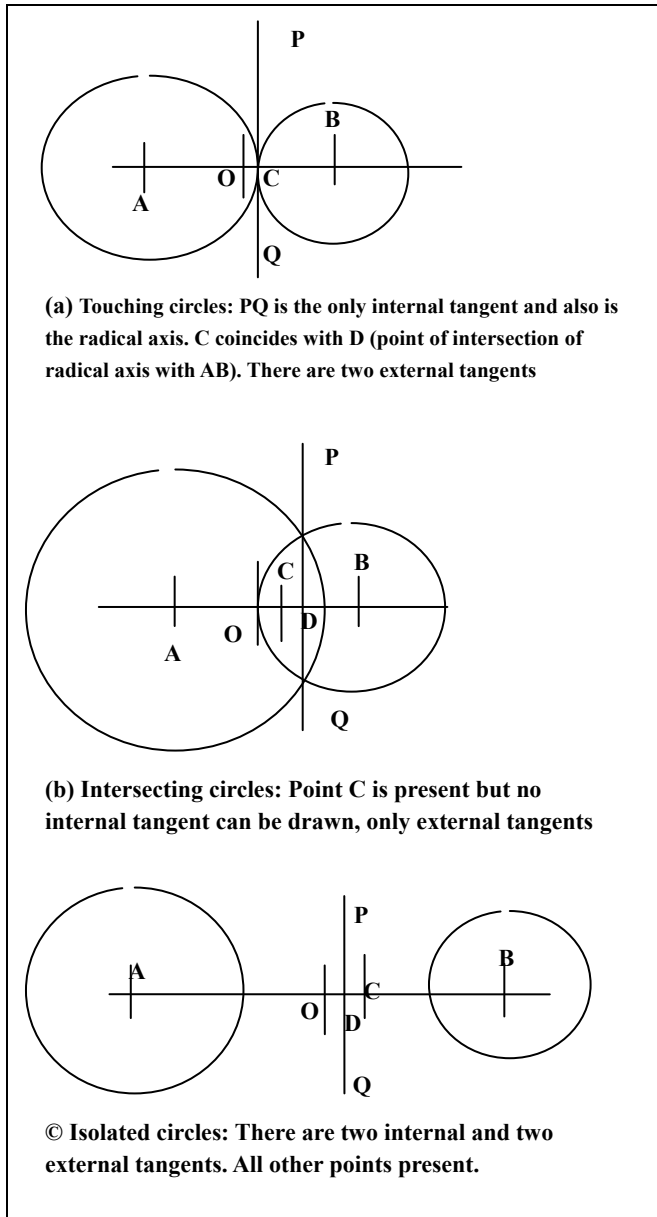 P
B
O C
A
Q
(a) Touching circles: PQ is the only internal tangent and also is
the radical axis. C coincides with D (point of intersection of
radical axis with AB). There are two external tangents
P
C B
D
O
A
Q
(b) Intersecting circles: Point C is present but no
internal tangent can be drawn, only external tangents
P
A B
C
O D
Q
© Isolated circles: There are two internal and two
external tangents. All other points present.